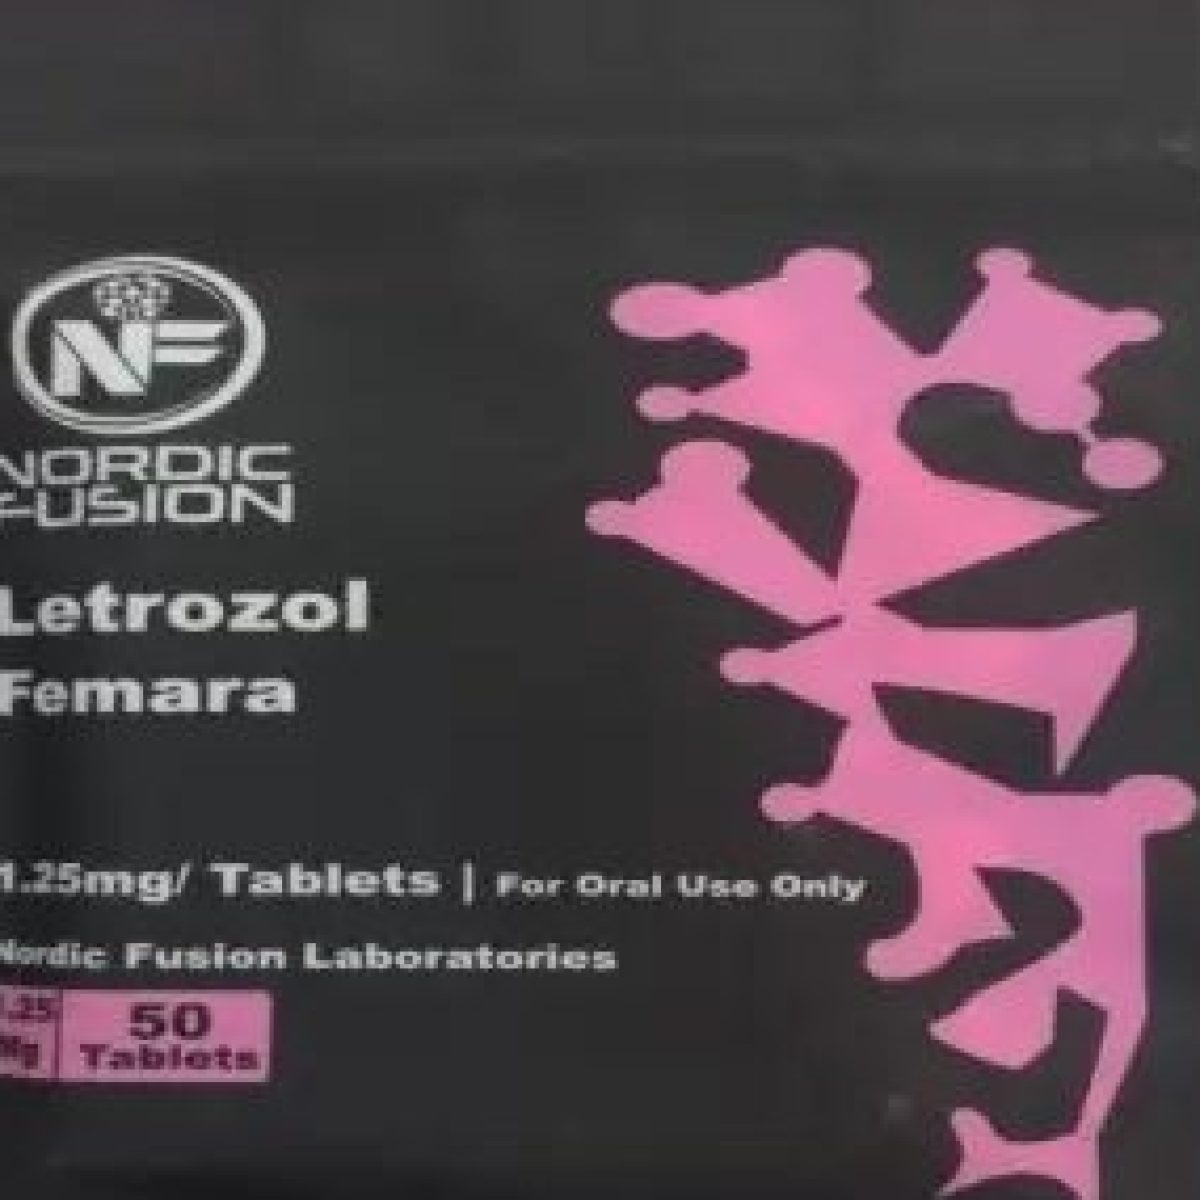 NF
NORDIC
FUSION
Letrozol
Femara
1.25mg/ Tablets | For Oral Use Only
Nordic Fusion Laboratories
1.25 Mg
50 Tablets